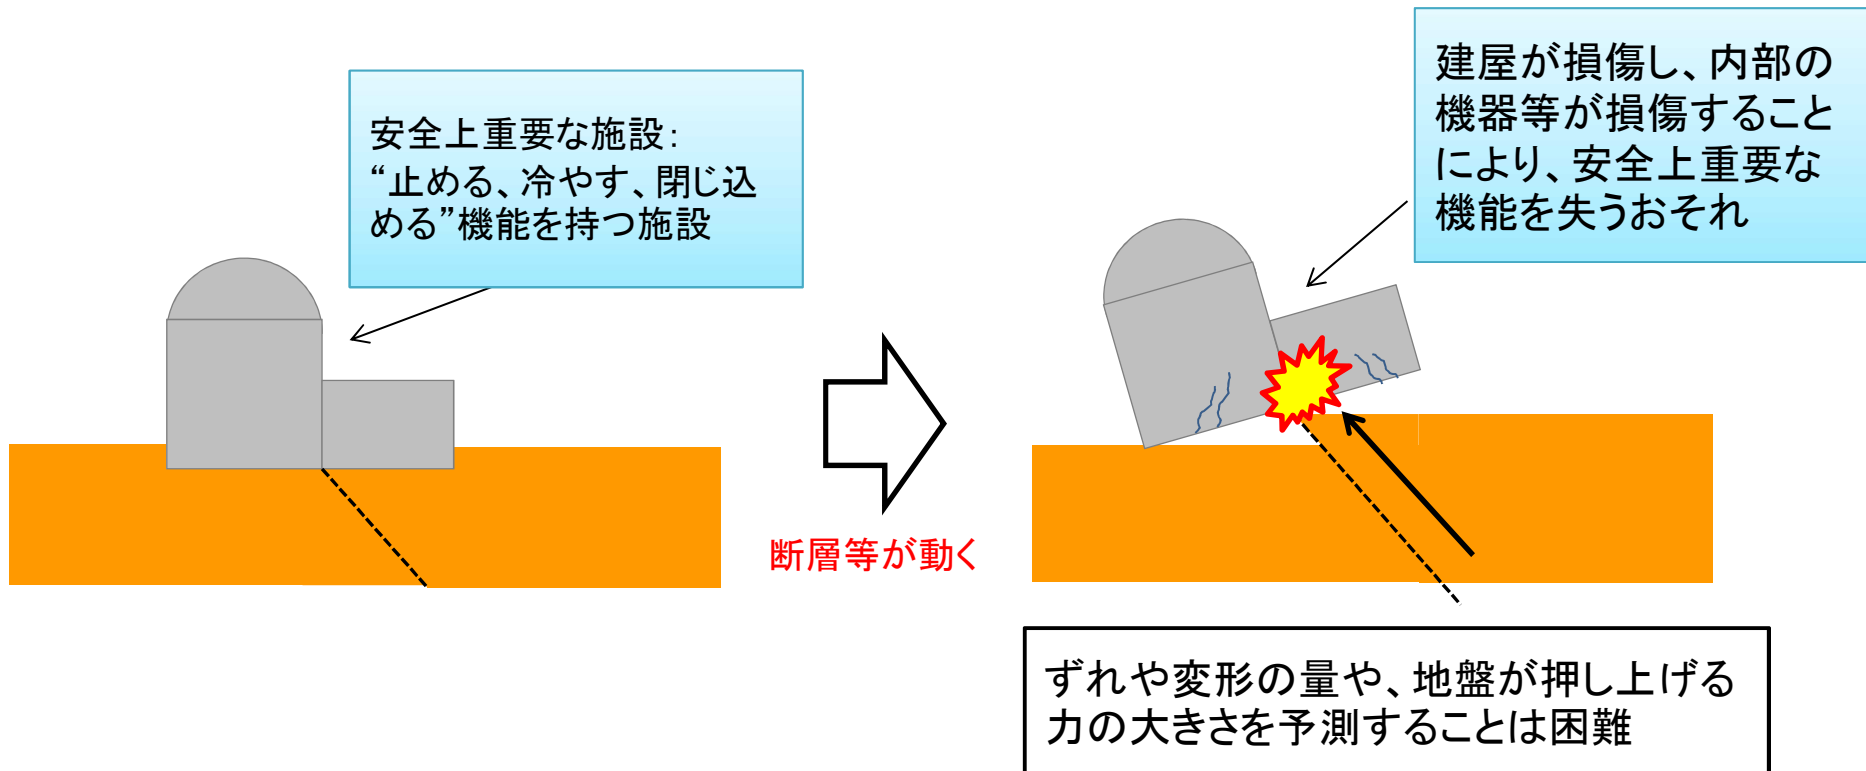 安全上重要な施設：
“止める、冷やす、閉じ込
める”機能を持つ施設
断層等が動く
建屋が損傷し、内部の
機器等が損傷すること
により、安全上重要な
機能を失うおそれ
ずれや変形の量や、地盤が押し上げる
力の大きさを予測することは困難